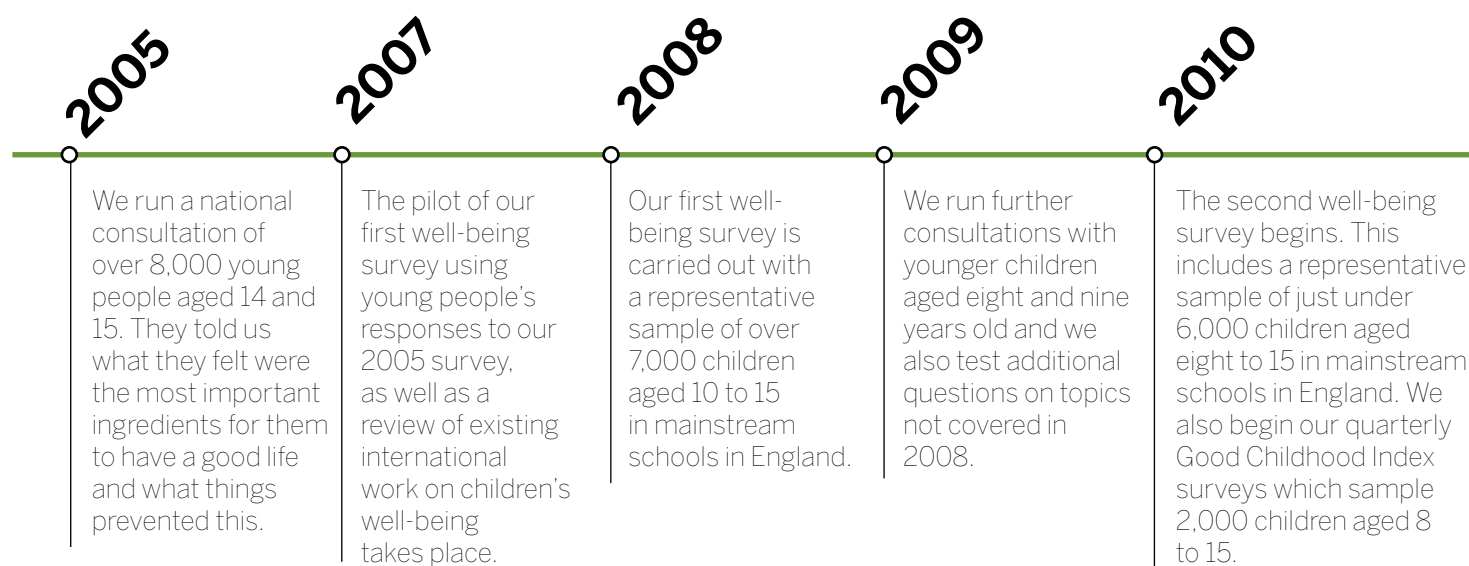 2005
We run a national
consultation of
over 8,000 young
people aged 14 and
15. They told us
what they felt were
the most important
ingredients for them
to have a good life
and what things
prevented this.
2007
The pilot of our
first well-being
survey using
young people’s
responses to our
2005 survey,
as well as a
review of existing
international
work on children’s
well-being
takes place.
2008
Our first well-
being survey is
carried out with
a representative
sample of over
7,000 children
aged 10 to 15
in mainstream
schools in England.
2009
We run further
consultations with
younger children
aged eight and nine
years old and we
also test additional
questions on topics
not covered in
2008.
2010
The second well-being
survey begins. This
includes a representative
sample of just under
6,000 children aged
eight to 15 in mainstream
schools in England. We
also begin our quarterly
Good Childhood Index
surveys which sample
2,000 children aged 8
to 15.